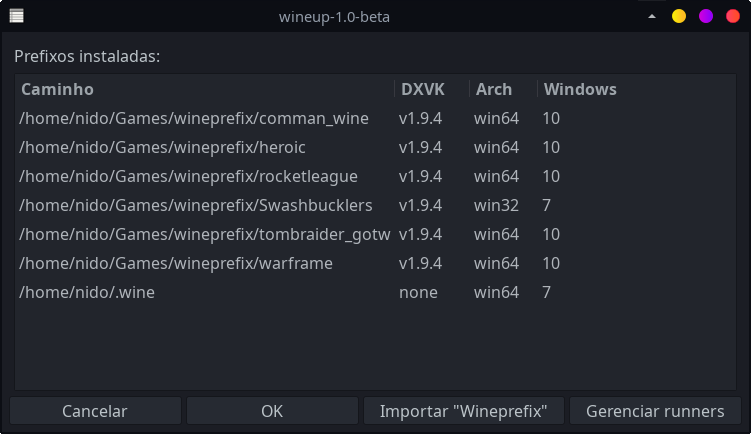 wineup-1.0-beta
Prefixos instaladas:
Caminho DXVK Arch Windows
/home/nido/Games/wineprefix/comman_wine v1.9.4 win64 10
/home/nido/Games/wineprefix/heroic v1.9.4 win64 10
/home/nido/Games/wineprefix/rocketleague v1.9.4 win64 10
/home/nido/Games/wineprefix/Swashbucklers v1.9.4 win32 7
/home/nido/Games/wineprefix/tombraider_gotw v1.9.4 win64 10
/home/nido/Games/wineprefix/warframe v1.9.4 win64 10
/home/nido/.wine none win64 7
Cancelar OK Importar "Wineprefix" Gerenciar runners